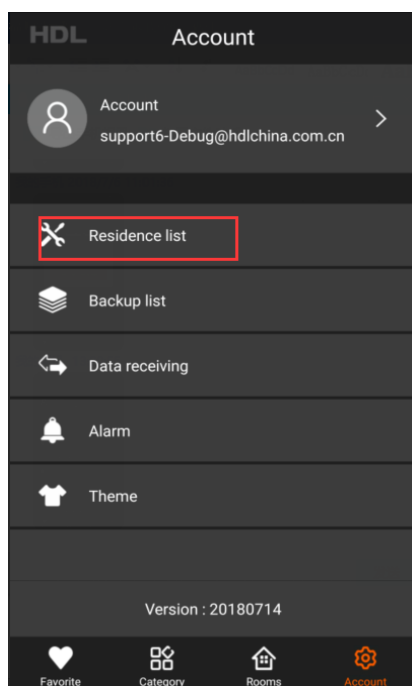 HDL
Account
Account
support6-Debug@hdlchina.com.cn
Residence list
Backup list
Data receiving
Alarm
Theme
Version : 20180714
Favorite
Category
Rooms
Account